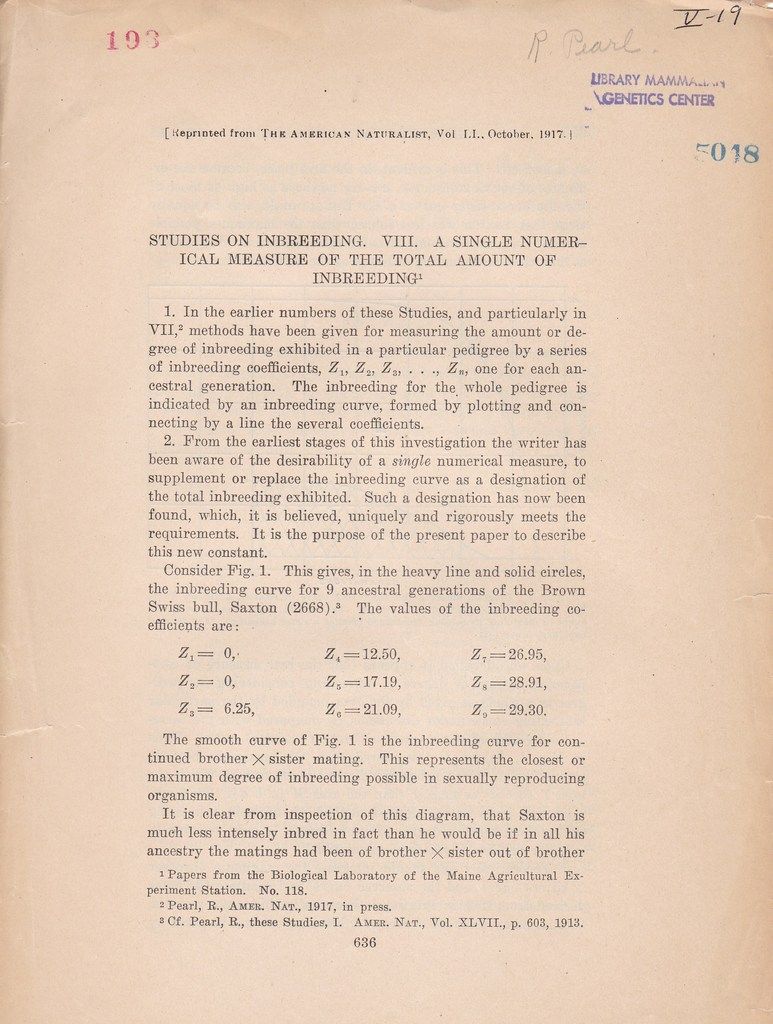 193
V-19
R. Pearl.
LIBRARY
GENETICS CENTER
5018
[Reprinted from THE AMERICAN NATURALIST, Vol LI., October, 1917.]
STUDIES ON INBREEDING. VIII. A SINGLE NUMER-
ICAL MEASURE OF THE TOTAL AMOUNT OF
INBREEDING¹
1. In the earlier numbers of these Studies, and particularly in
VII,² methods have been given for measuring the amount or de-
gree of inbreeding exhibited in a particular pedigree by a series
of inbreeding coefficients, Z₁, Z₂, Z₃, . . ., Zₙ, one for each an-
cestral generation. The inbreeding for the whole pedigree is
indicated by an inbreeding curve, formed by plotting and con-
necting by a line the several coefficients.
2. From the earliest stages of this investigation the writer has
been aware of the desirability of a single numerical measure, to
supplement or replace the inbreeding curve as a designation of
the total inbreeding exhibited. Such a designation has now been
found, which, it is believed, uniquely and rigorously meets the
requirements. It is the purpose of the present paper to describe
this new constant.
Consider Fig. 1. This gives, in the heavy line and solid circles,
the inbreeding curve for 9 ancestral generations of the Brown
Swiss bull, Saxton (2668).³ The values of the inbreeding co-
efficients are:
Z₁= 0, Z₄=12.50, Z₇=26.95,
Z₂= 0, Z₅=17.19, Z₈=28.91,
Z₃= 6.25, Z₆=21.09, Z₉=29.30.
The smooth curve of Fig. 1 is the inbreeding curve for con-
tinued brother × sister mating. This represents the closest or
maximum degree of inbreeding possible in sexually reproducing
organisms.
It is clear from inspection of this diagram, that Saxton is
much less intensely inbred in fact than he would be if in all his
ancestry the matings had been of brother × sister out of brother
¹ Papers from the Biological Laboratory of the Maine Agricultural Ex-
periment Station. No. 118.
² Pearl, R., AMER. NAT., 1917, in press.
³ Cf. Pearl, R., these Studies, I. AMER. NAT., Vol. XLVII., p. 603, 1913.
636